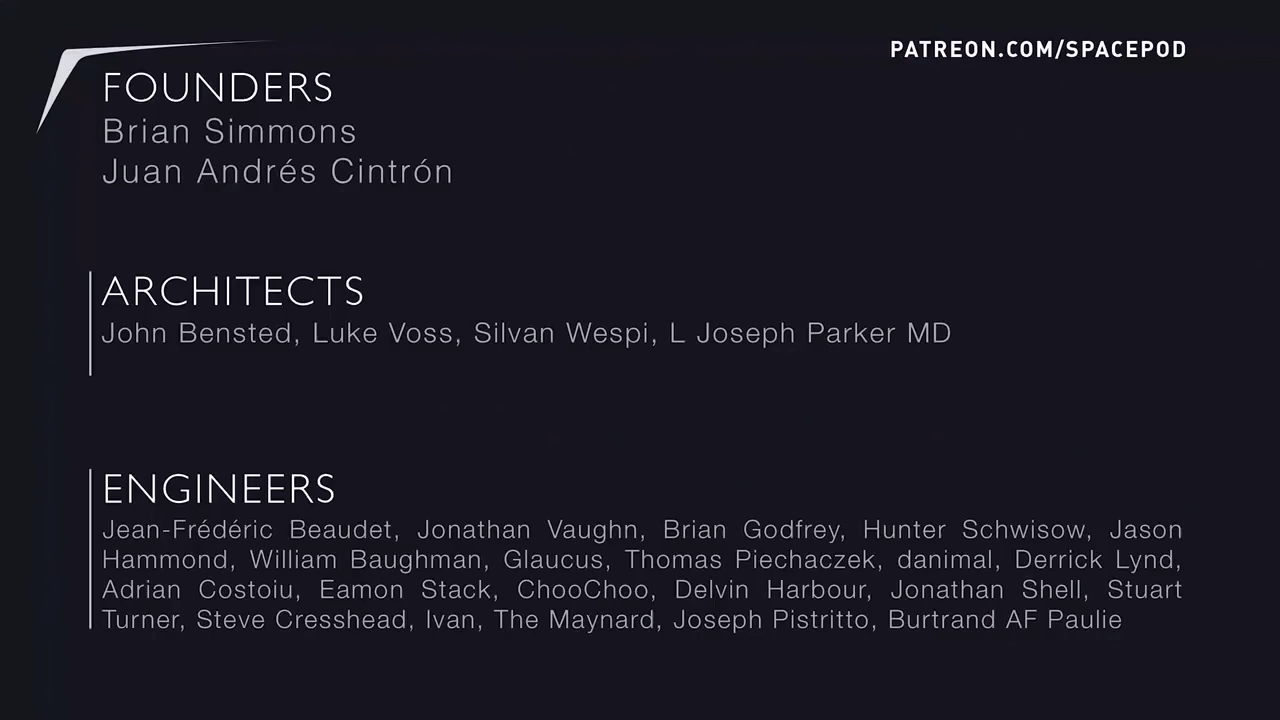 PATREON.COM/SPACEPOD
FOUNDERS
Brian Simmons
Juan Andrés Cintrón
ARCHITECTS
John Bensted, Luke Voss, Silvan Wespi, L Joseph Parker MD
ENGINEERS
Jean-Frédéric Beaudet, Jonathan Vaughn, Brian Godfrey, Hunter Schwisow, Jason
Hammond, William Baughman, Glaucus, Thomas Piechaczek, danimal, Derrick Lynd,
Adrian Costoiu, Eamon Stack, ChooChoo, Delvin Harbour, Jonathan Shell, Stuart
Turner, Steve Cresshead, Ivan, The Maynard, Joseph Pistritto, Burtrand AF Paulie